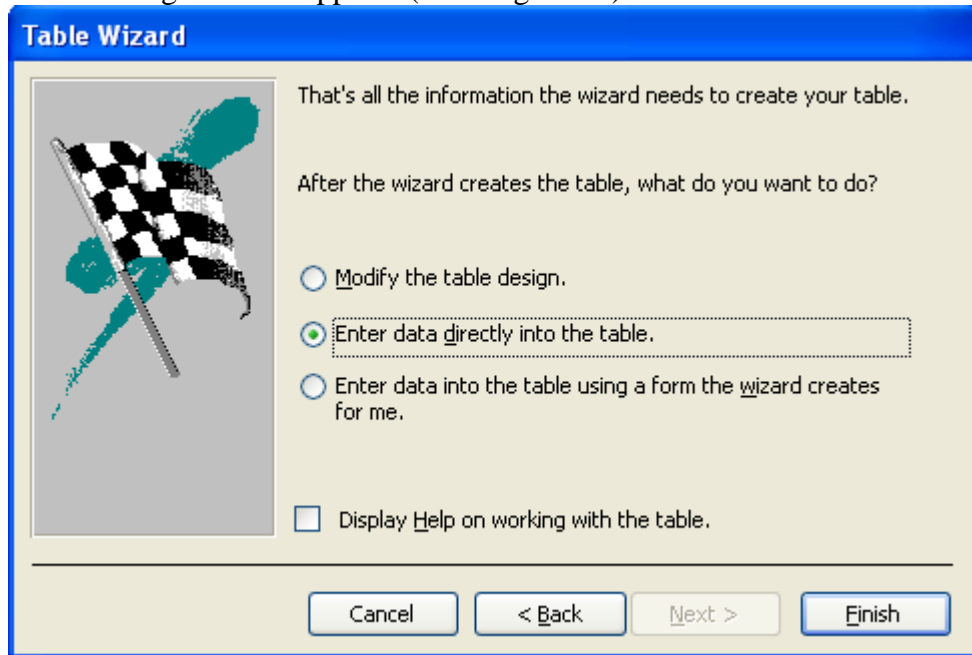 Table Wizard
That's all the information the wizard needs to create your table.
After the wizard creates the table, what do you want to do?
Modify the table design.
Enter data directly into the table.
Enter data into the table using a form the wizard creates
for me.
Display Help on working with the table.
Cancel
< Back
Next >
Finish